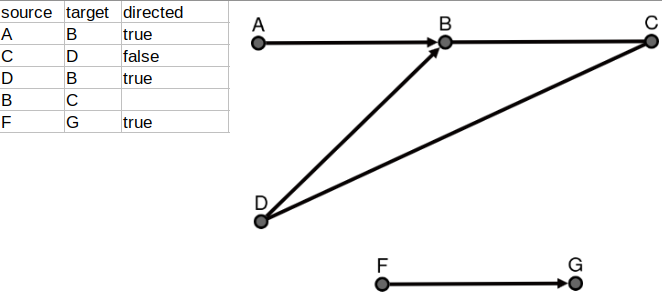 source target directed
A B true
C D false
D B true
B C
F G true
A
B
C
D
F
G